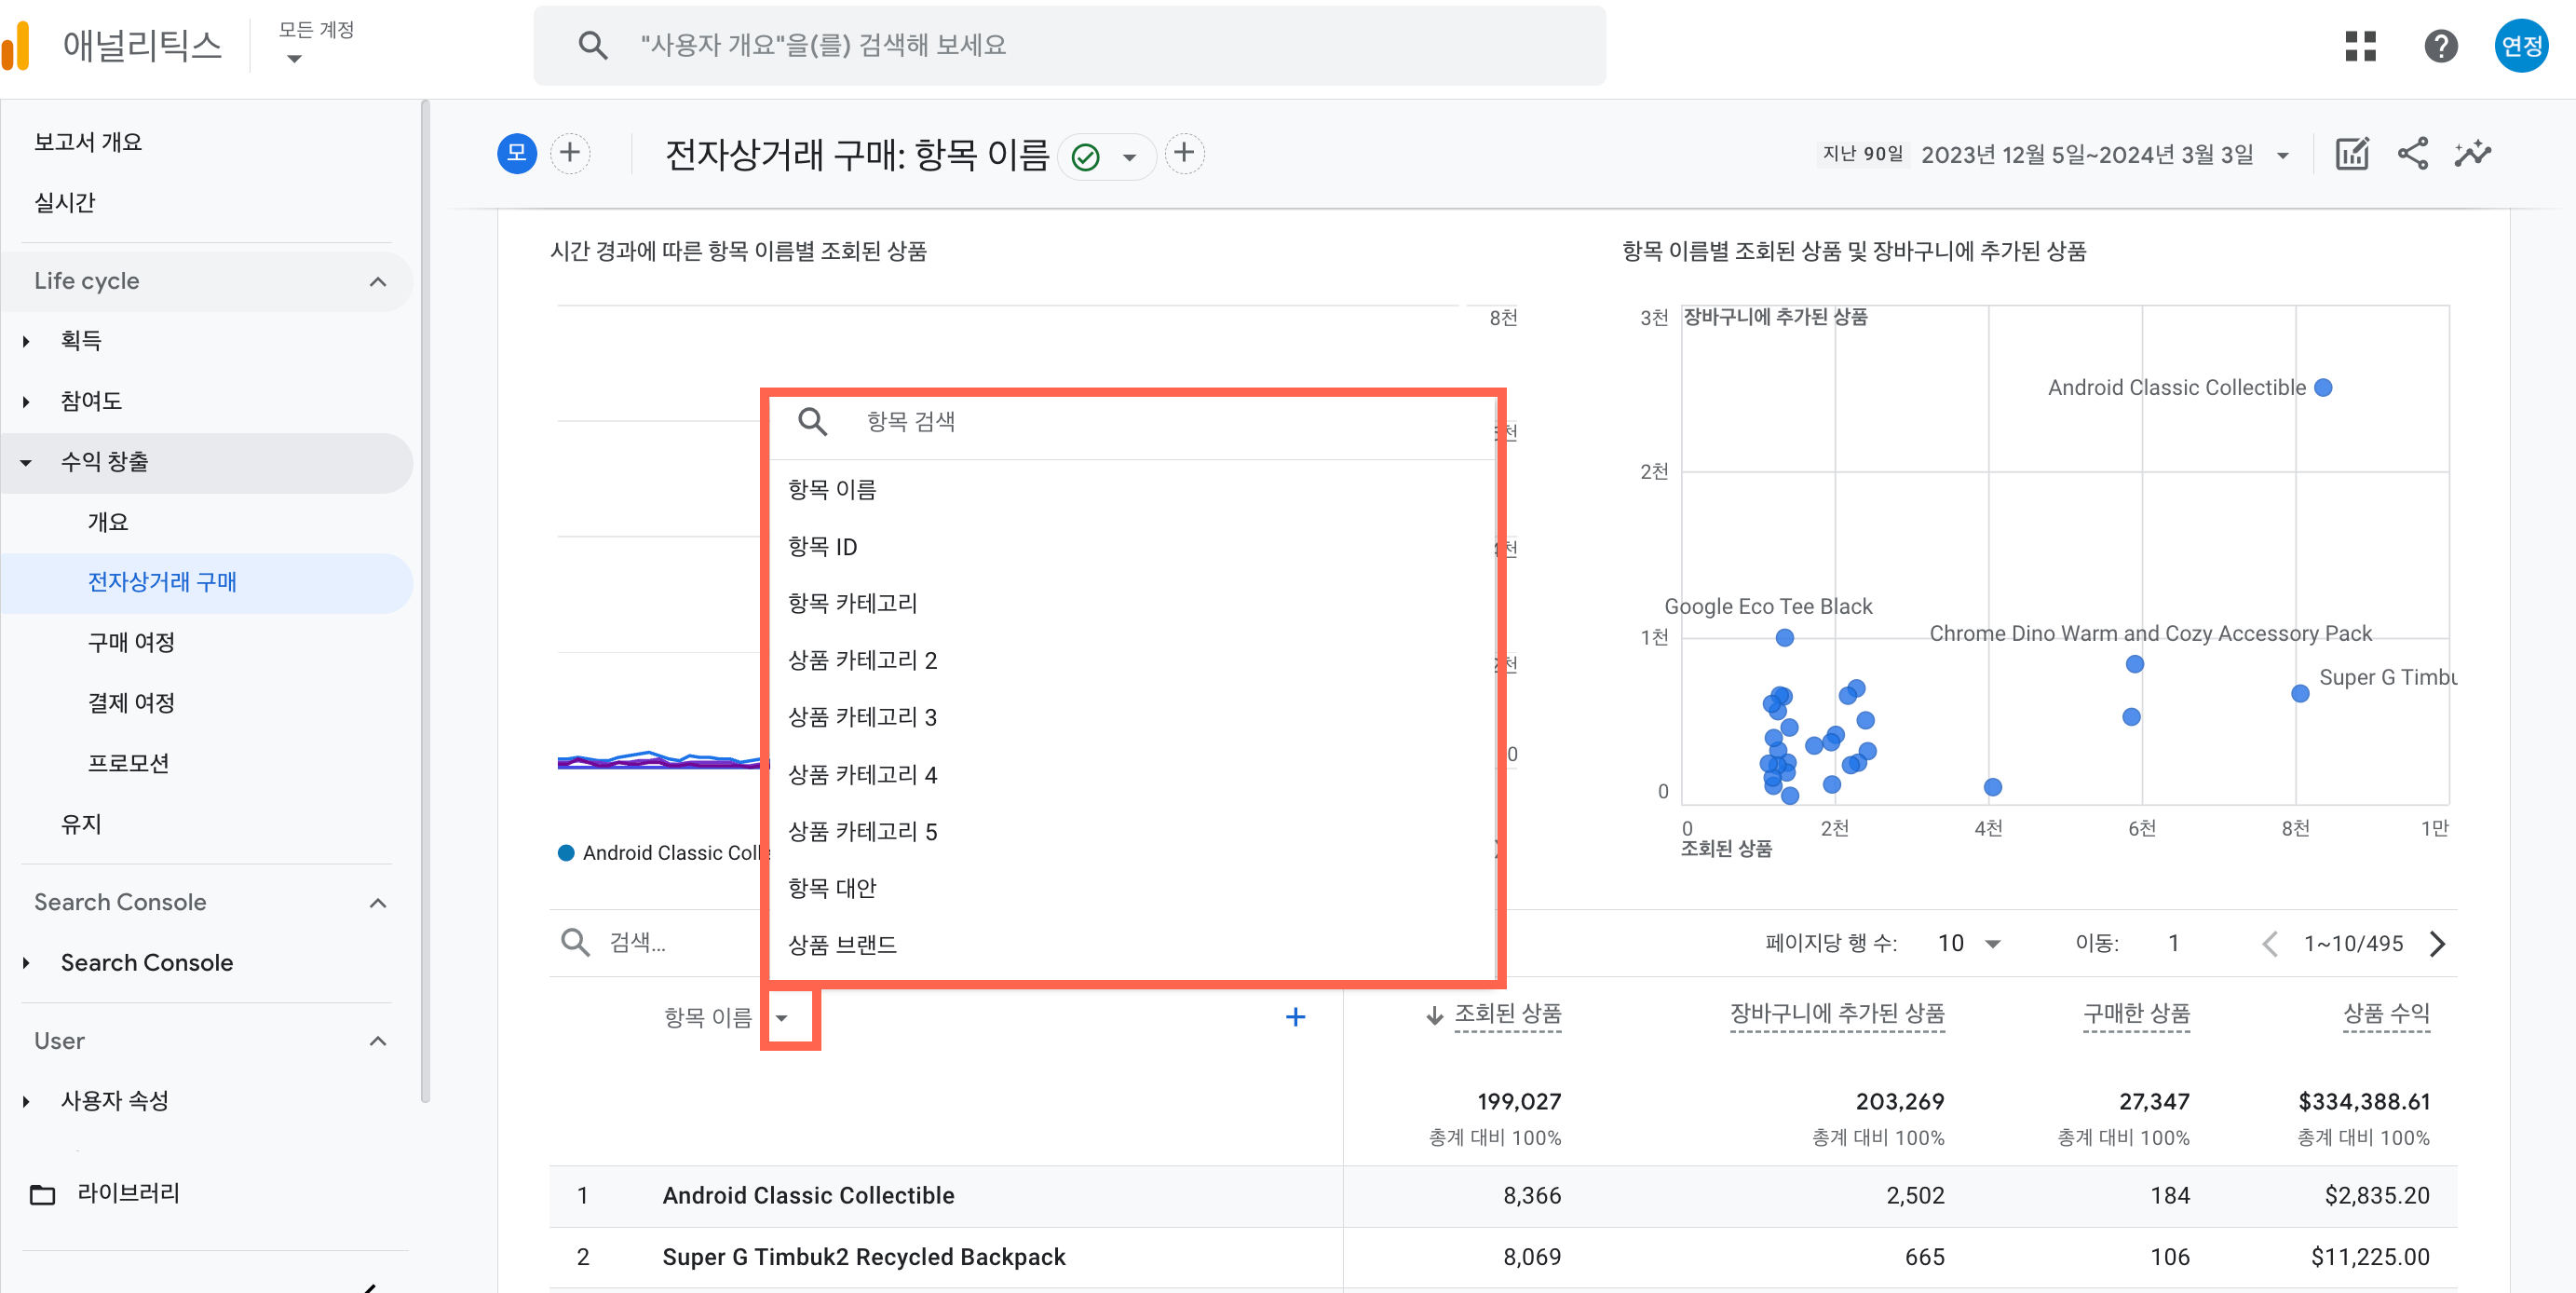 애널리틱스
모든 계정
"사용자 개요"을(를) 검색해 보세요
연정
보고서 개요
실시간
Life cycle
획득
참여도
수익 창출
개요
전자상거래 구매
구매 여정
결제 여정
프로모션
유지
Search Console
Search Console
User
사용자 속성
라이브러리
모
전자상거래 구매: 항목 이름
지난 90일 2023년 12월 5일~2024년 3월 3일
시간 경과에 따른 항목 이름별 조회된 상품
8천
천
천
천
0
Android Classic Coll
항목 검색
항목 이름
항목 ID
항목 카테고리
상품 카테고리 2
상품 카테고리 3
상품 카테고리 4
상품 카테고리 5
항목 대안
상품 브랜드
항목 이름별 조회된 상품 및 장바구니에 추가된 상품
3천
장바구니에 추가된 상품
Android Classic Collectible
2천
Google Eco Tee Black
1천
Chrome Dino Warm and Cozy Accessory Pack
Super G Timbu
0
0 2천 4천 6천 8천 1만
조회된 상품
검색... 페이지당 행 수: 10 이동: 1 1~10/495
항목 이름 + 조회된 상품 장바구니에 추가된 상품 구매한 상품 상품 수익
199,027 203,269 27,347 $334,388.61
총계 대비 100% 총계 대비 100% 총계 대비 100% 총계 대비 100%
1 Android Classic Collectible 8,366 2,502 184 $2,835.20
2 Super G Timbuk2 Recycled Backpack 8,069 665 106 $11,225.00